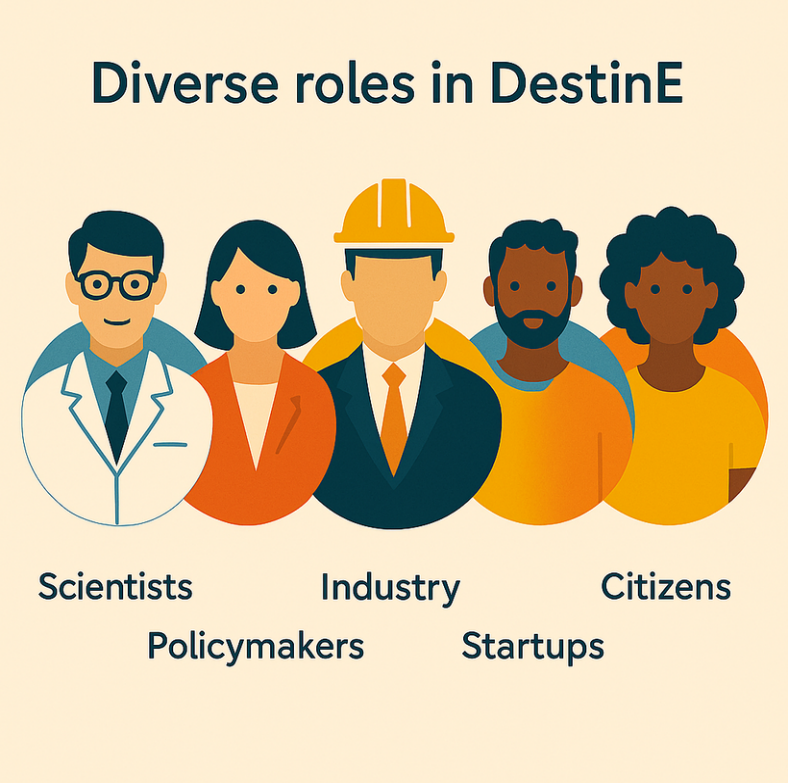 Diverse roles in DestinE
Scientists
Industry
Citizens
Policymakers
Startups